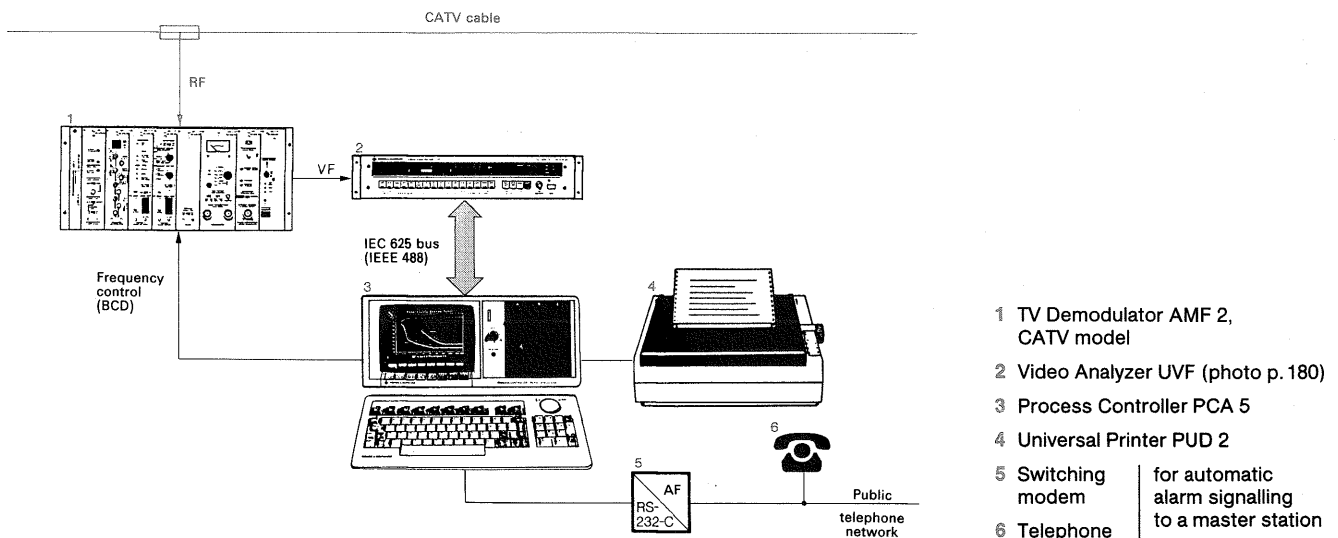 CATV cable
RF
1
VF
2
IEC 625 bus
(IEEE 488)
Frequency
control
(BCD)
3
4
5
AF
RS-
232-C
6
Public
telephone
network
1 TV Demodulator AMF 2,
CATV model
2 Video Analyzer UVF (photo p. 180)
3 Process Controller PCA 5
4 Universal Printer PUD 2
5 Switching
modem
6 Telephone
for automatic
alarm signalling
to a master station